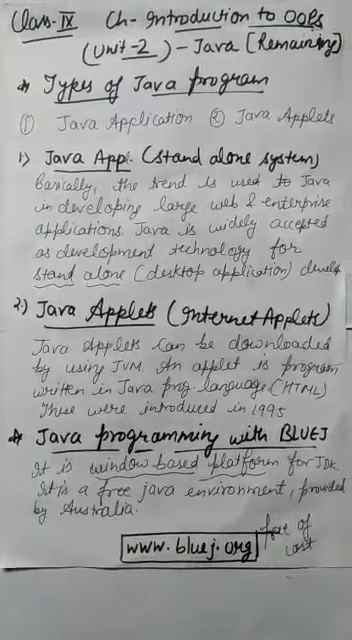 Class-IX Ch- Introduction to OOPs
(Unit-2) - Java [Remaining]
* Types of Java program
① Java Application ② Java Applets
1) Java App. (Stand alone system)
Basically, the trend is used to Java
in developing large web & enterprise
applications. Java is widely accepted
as development technology for
stand alone (desktop application) develop
2) Java Applets (Internet Applets)
Java Applets can be downloaded
by using JVM. An applet is program
written in Java prog. language. (HTML)
These were introduced in 1995
* Java programming with BLUEJ
It is window based platform for JDK.
It is a free java environment, provided
by Australia.
www.bluej.org free of
cost